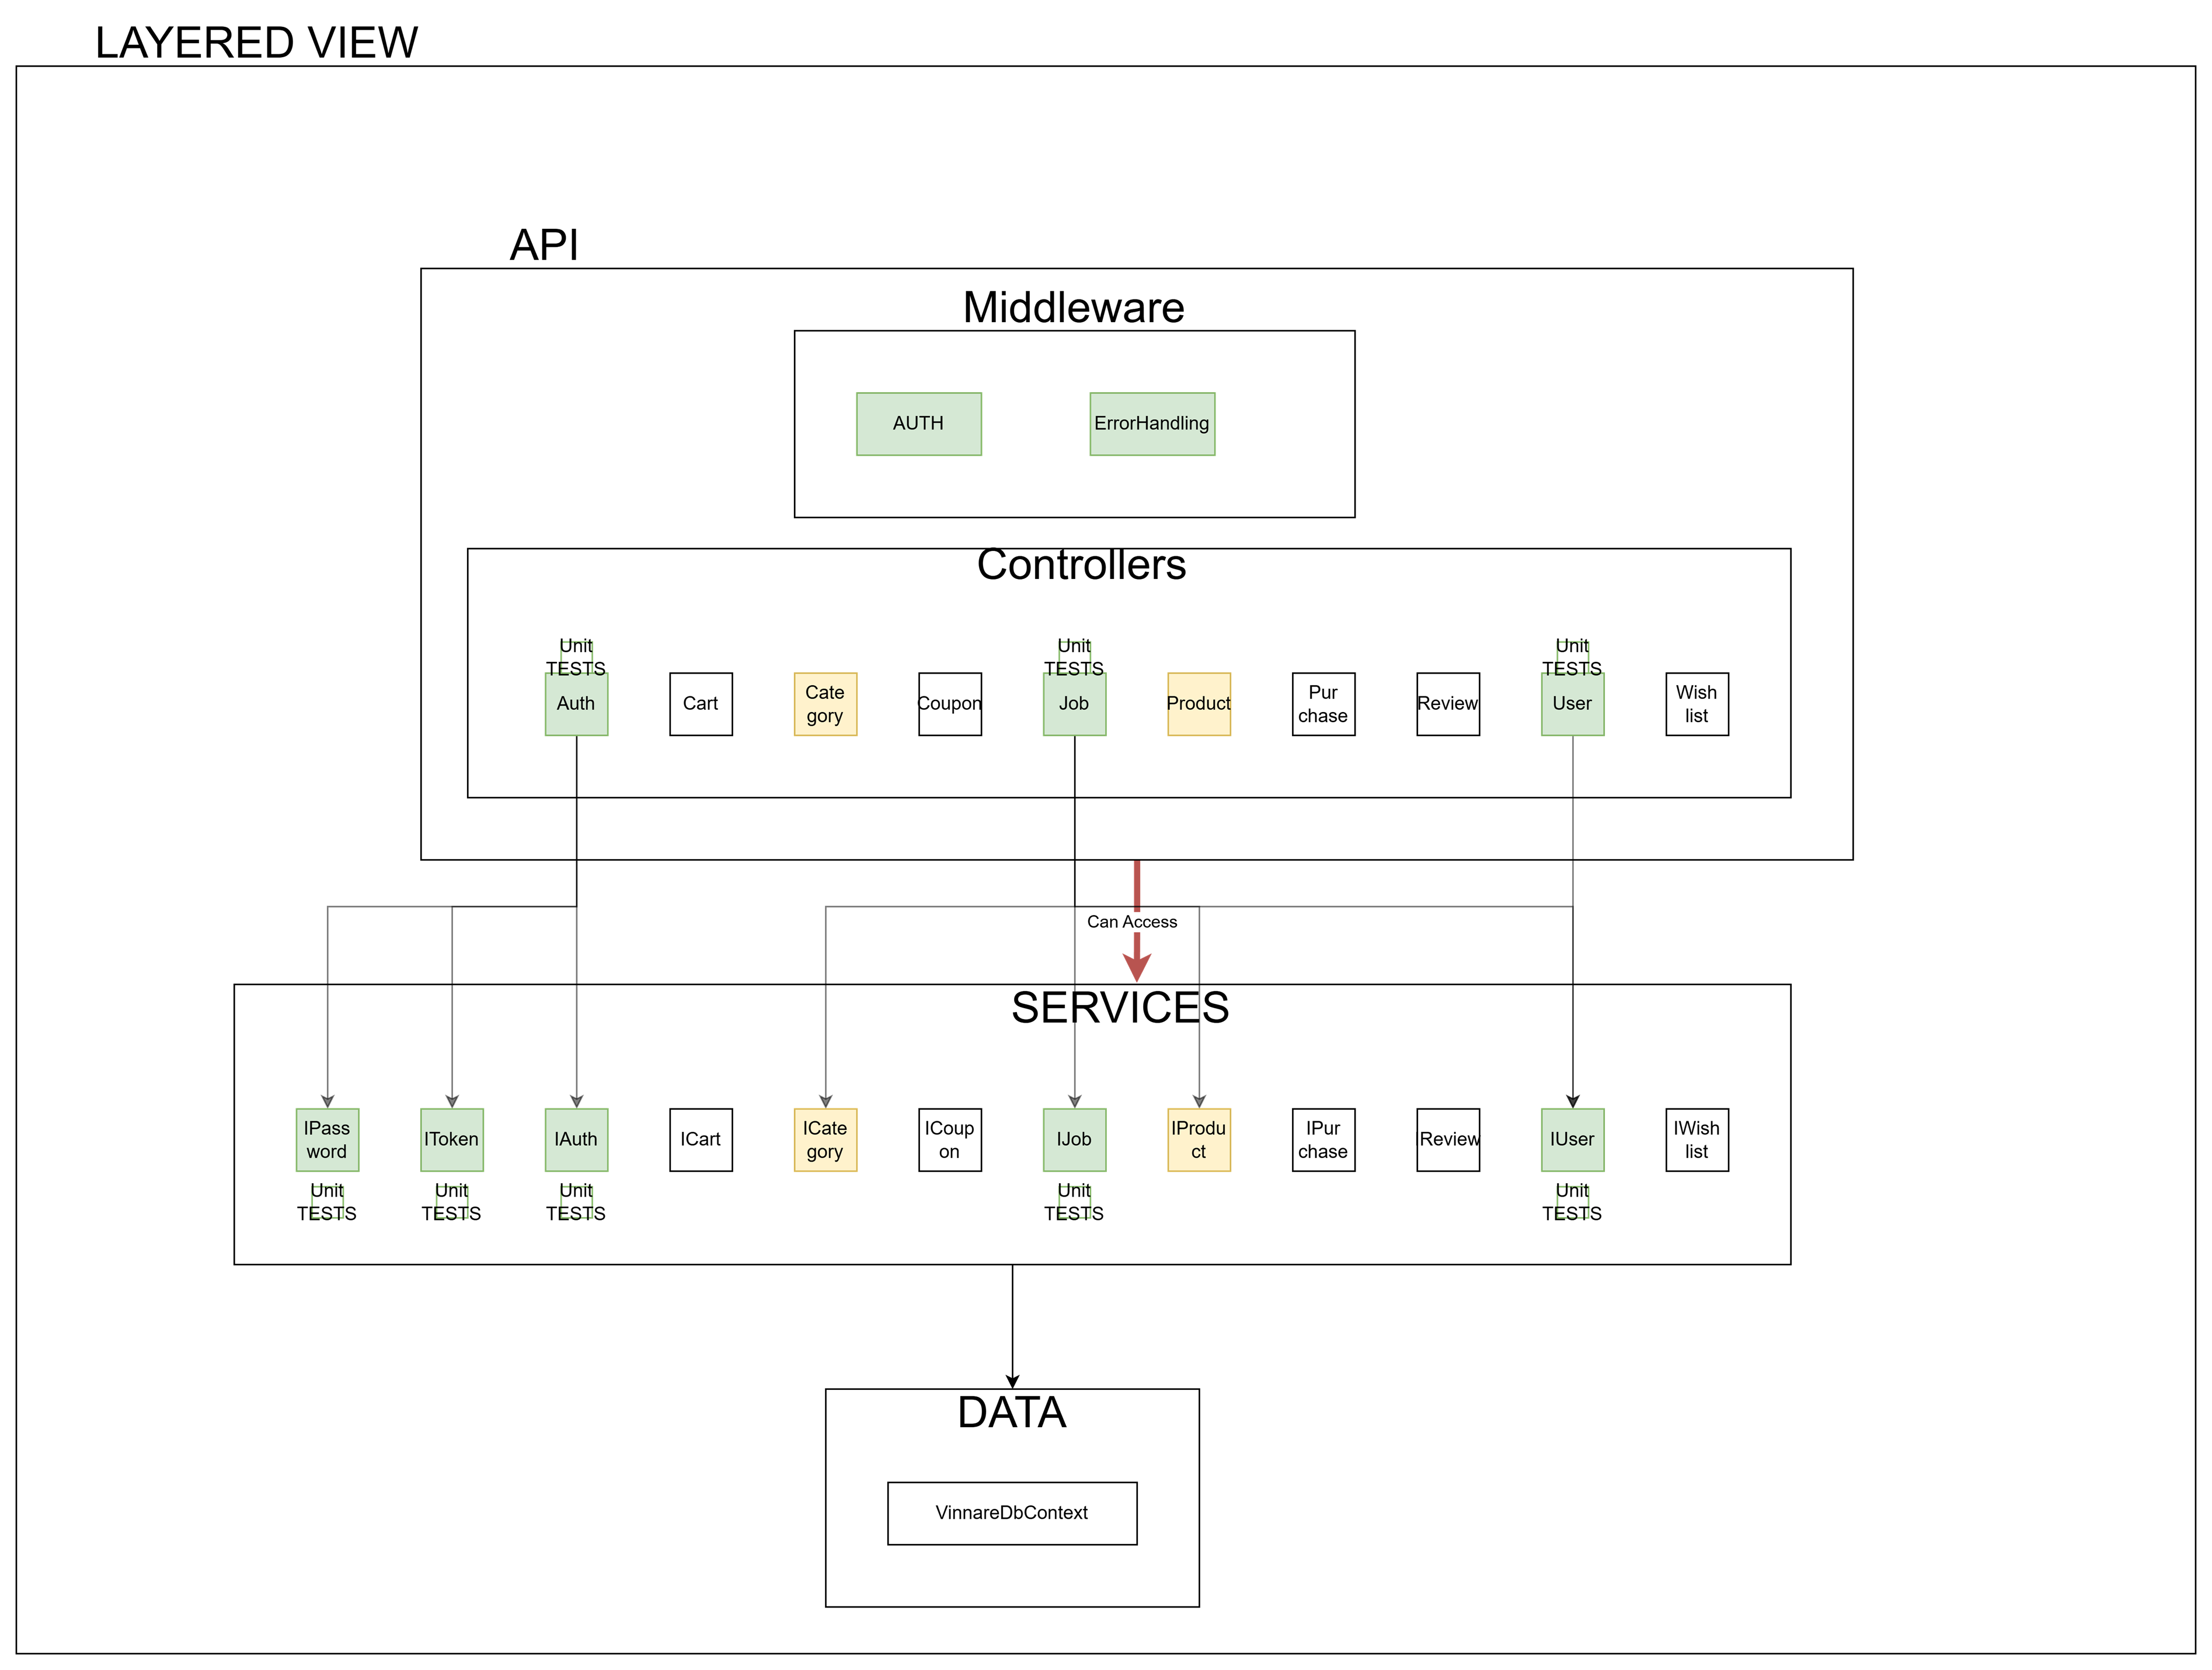 LAYERED VIEW
API
Middleware
AUTH
ErrorHandling
Controllers
Unit
TESTS
Unit
TESTS
Unit
TESTS
Auth
Cart
Cate
gory
Coupon
Job
Product
Pur
chase
Review
User
Wish
list
Can Access
SERVICES
IPass
word
IToken
IAuth
ICart
ICate
gory
ICoup
on
IJob
IProdu
ct
IPur
chase
IReview
IUser
IWish
list
Unit
TESTS
Unit
TESTS
Unit
TESTS
Unit
TESTS
Unit
TESTS
DATA
VinnareDbContext